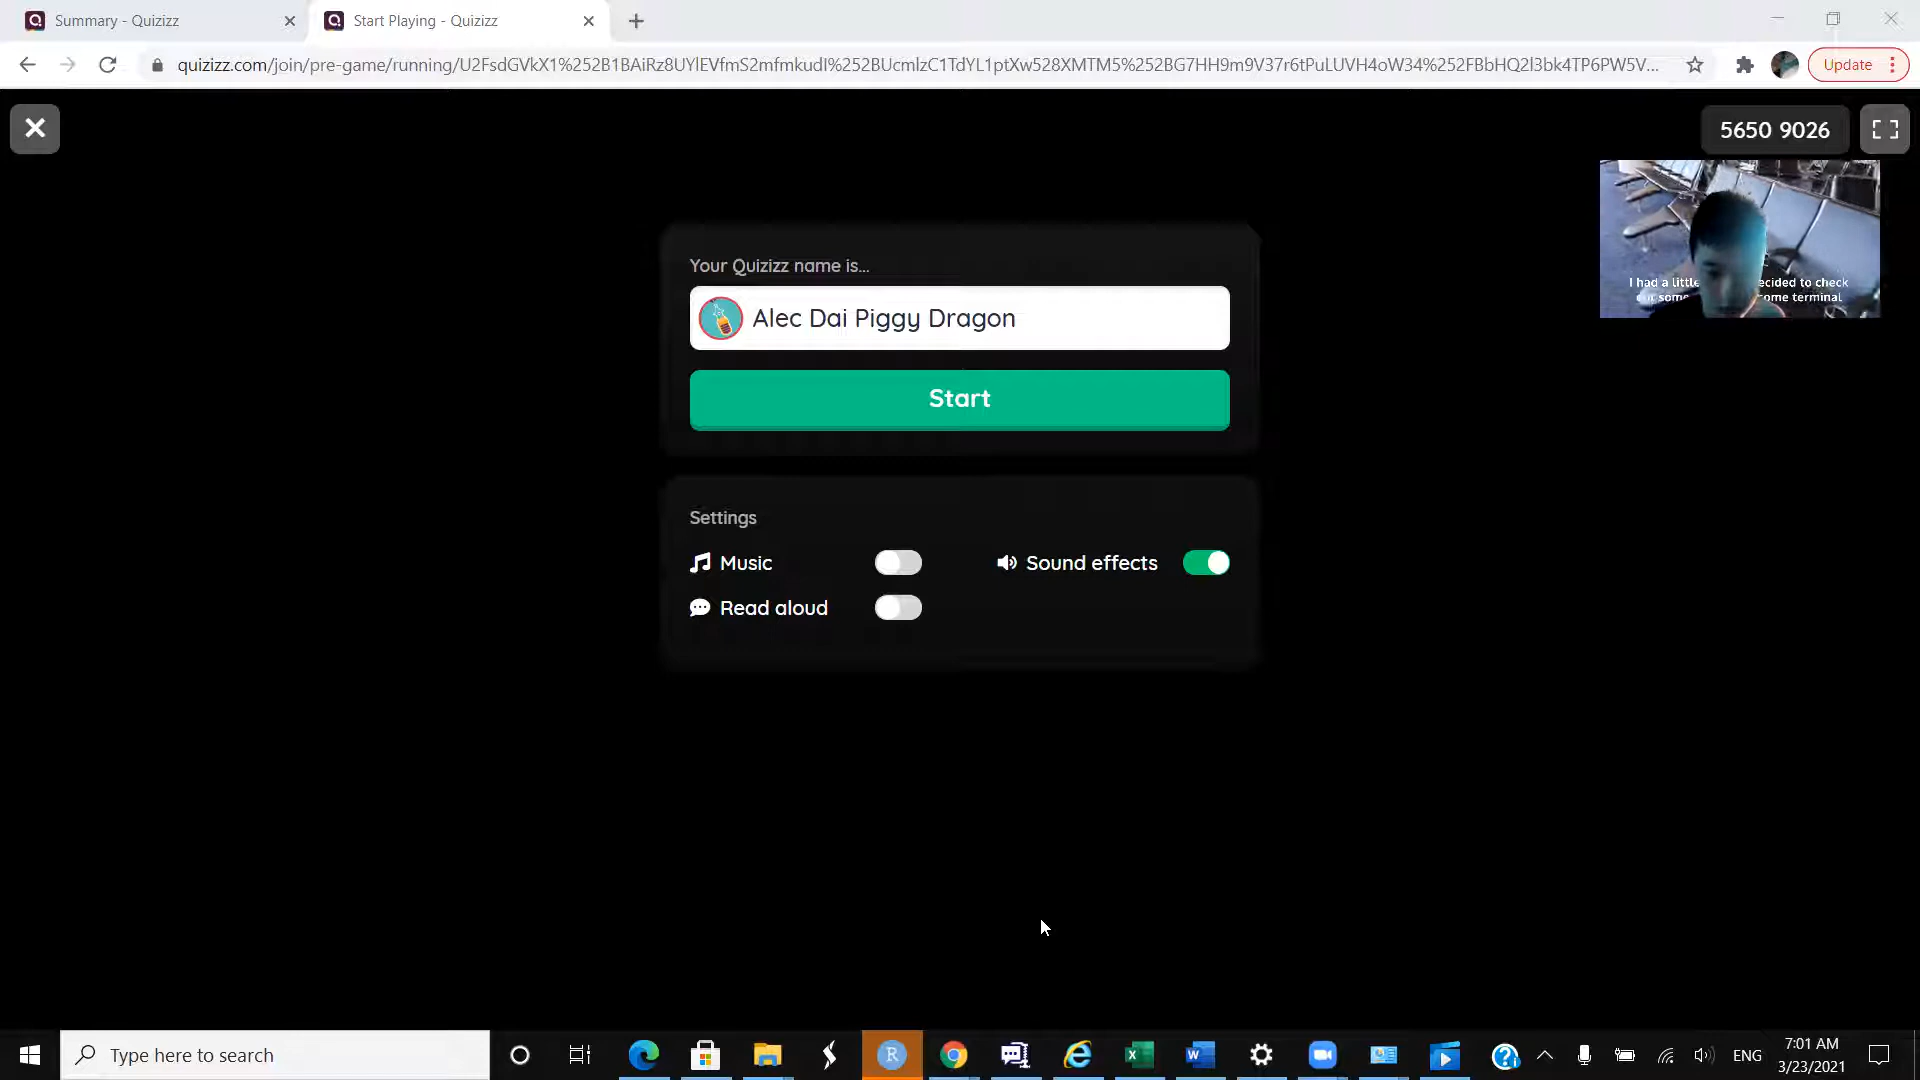 Summary - Quizizz
Start Playing - Quizizz
quizizz.com/join/pre-game/running/U2FsdGVkX1%252B1BAiRz8UYlEVfmS2mfmkudI%252BUcmlzC1TdYL1ptXw528XMTM5%252BG7HH9m9V37r6tPuLUVH4oW34%252FBbHQ2l3bk4TP6PW5V...
Update
5650 9026
I had a little ecided to check
some ome terminal
Your Quizizz name is...
Alec Dai Piggy Dragon
Start
Settings
Music
Sound effects
Read aloud
Type here to search
ENG
7:01 AM
3/23/2021